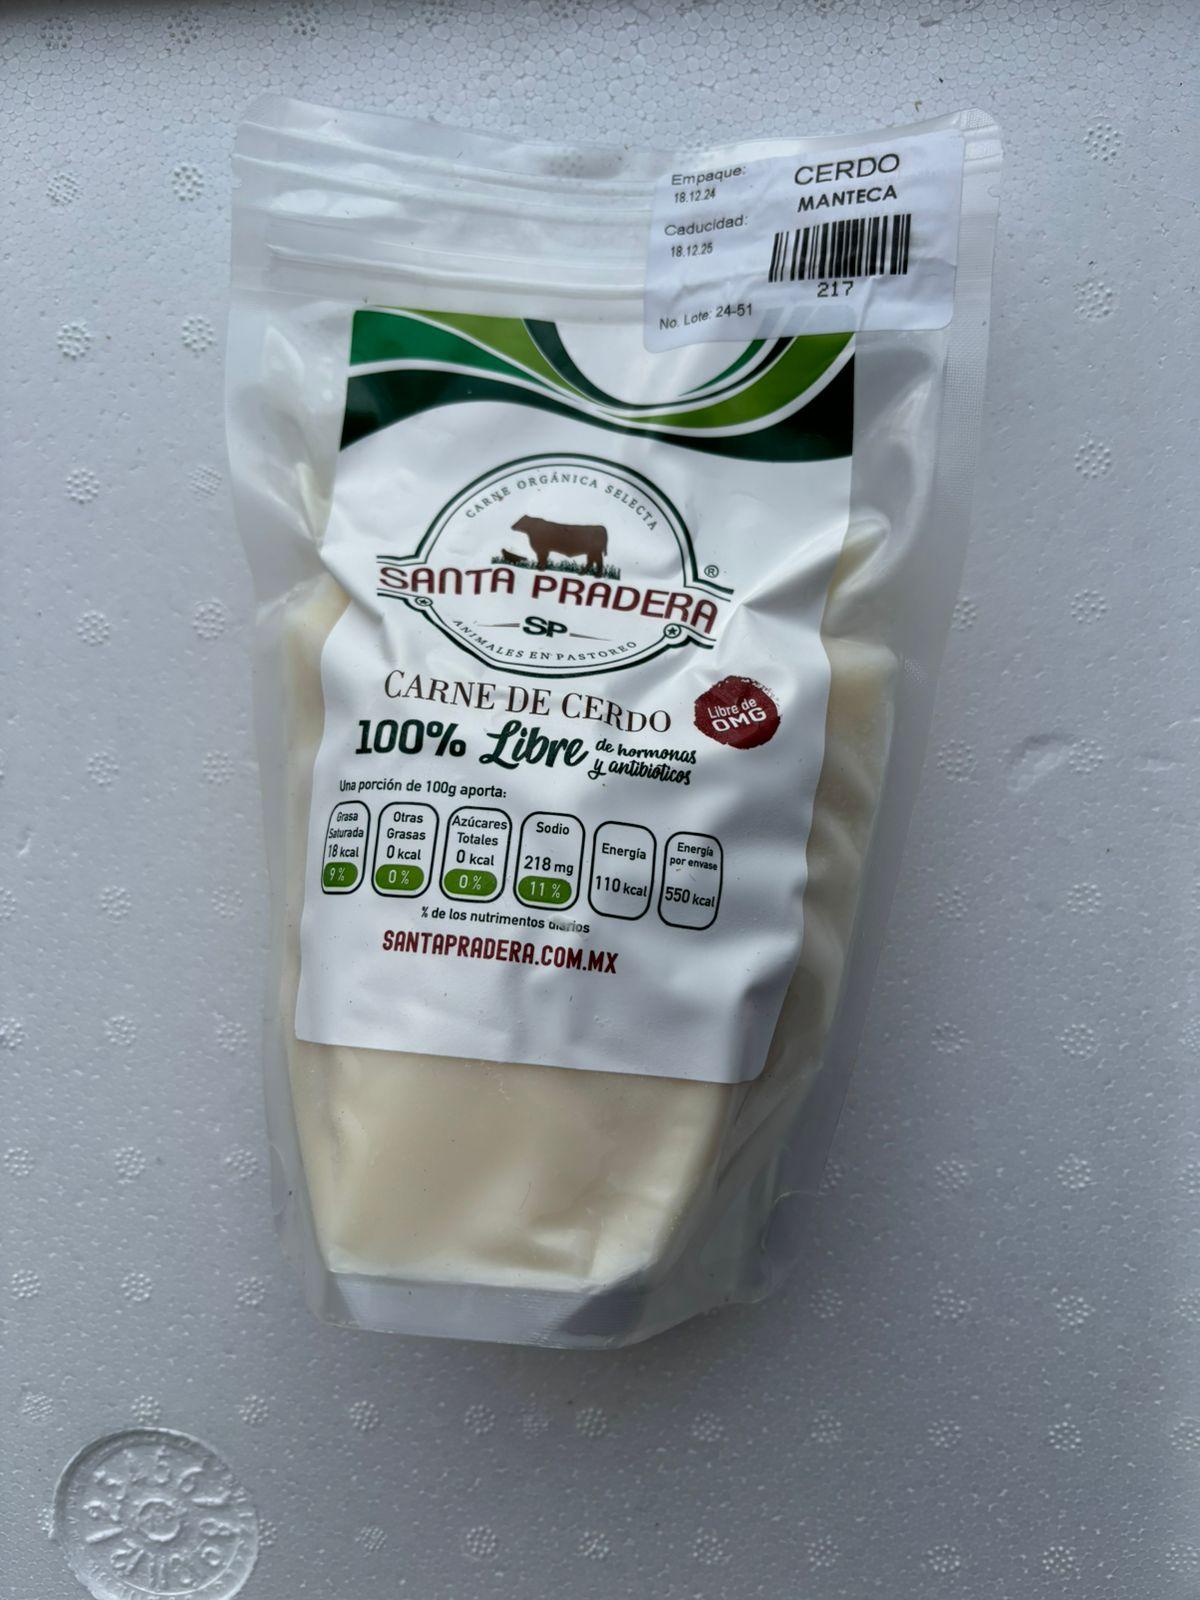 Empaque:
18.12.24
Caducidad:
18.12.25
No. Lote: 24-51
CERDO
MANTECA
217
CARNE ORGÁNICA SELECTA
SANTA PRADERA®
SP
ANIMALES EN PASTOREO
CARNE DE CERDO
Libre de
OMG
100% Libre de hormonas
y antibióticos
Una porción de 100g aporta:
Grasa
Saturada
18 kcal
9 %
Otras
Grasas
0 kcal
0 %
Azúcares
Totales
0 kcal
0 %
Sodio
218 mg
11 %
Energía
110 kcal
Energía
por envase
550 kcal
% de los nutrimentos diarios
SANTAPRADERA.COM.MX